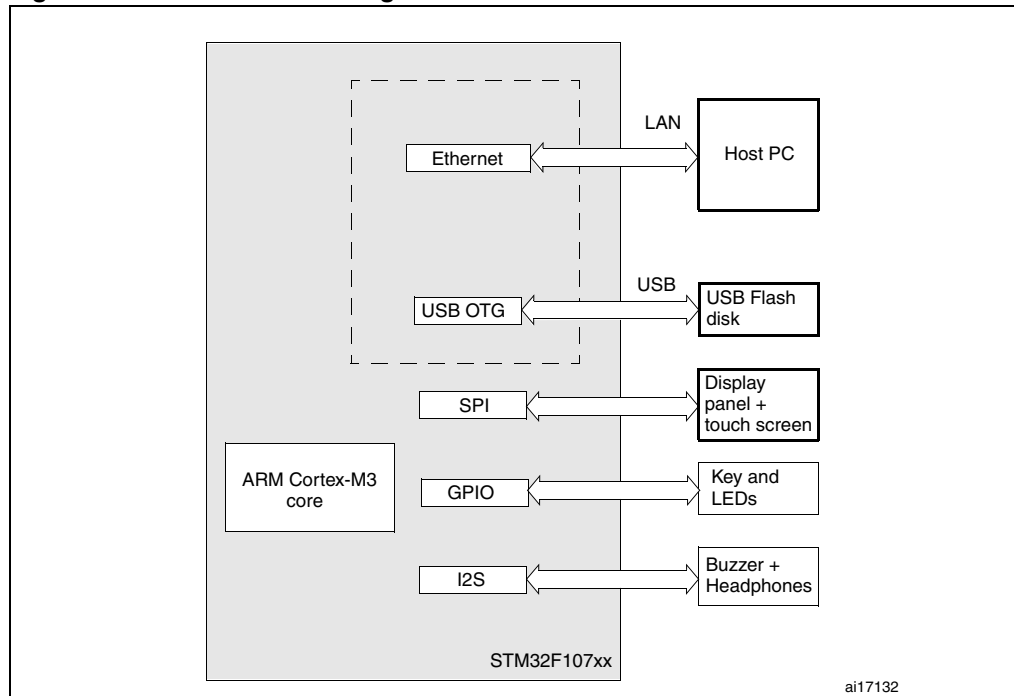 LAN
Host PC
Ethernet
USB
USB Flash
disk
USB OTG
Display
panel +
touch screen
SPI
ARM Cortex-M3
core
Key and
LEDs
GPIO
Buzzer +
Headphones
I2S
STM32F107xx
ai17132